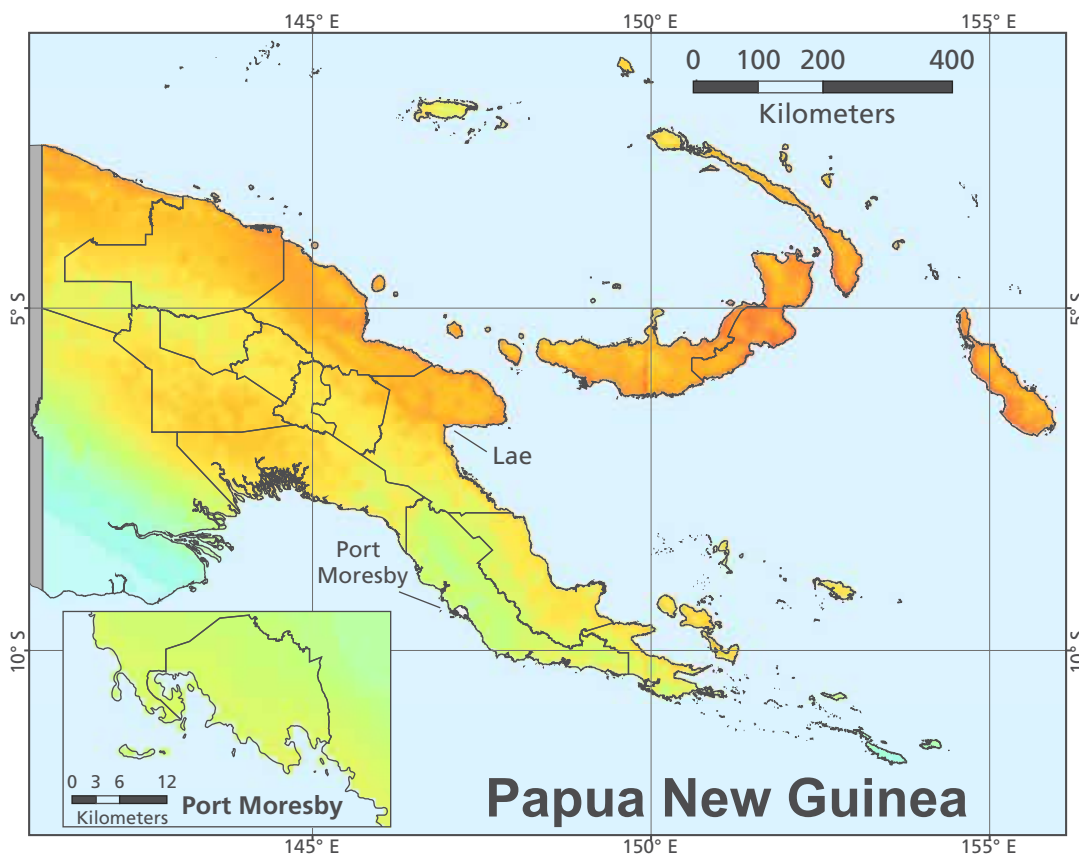 145° E 150° E 155° E
0 100 200 400
Kilometers
5° S 5° S
Lae
Port
Moresby
10° S 10° S
0 3 6 12
Kilometers
Port Moresby
Papua New Guinea
145° E 150° E 155° E